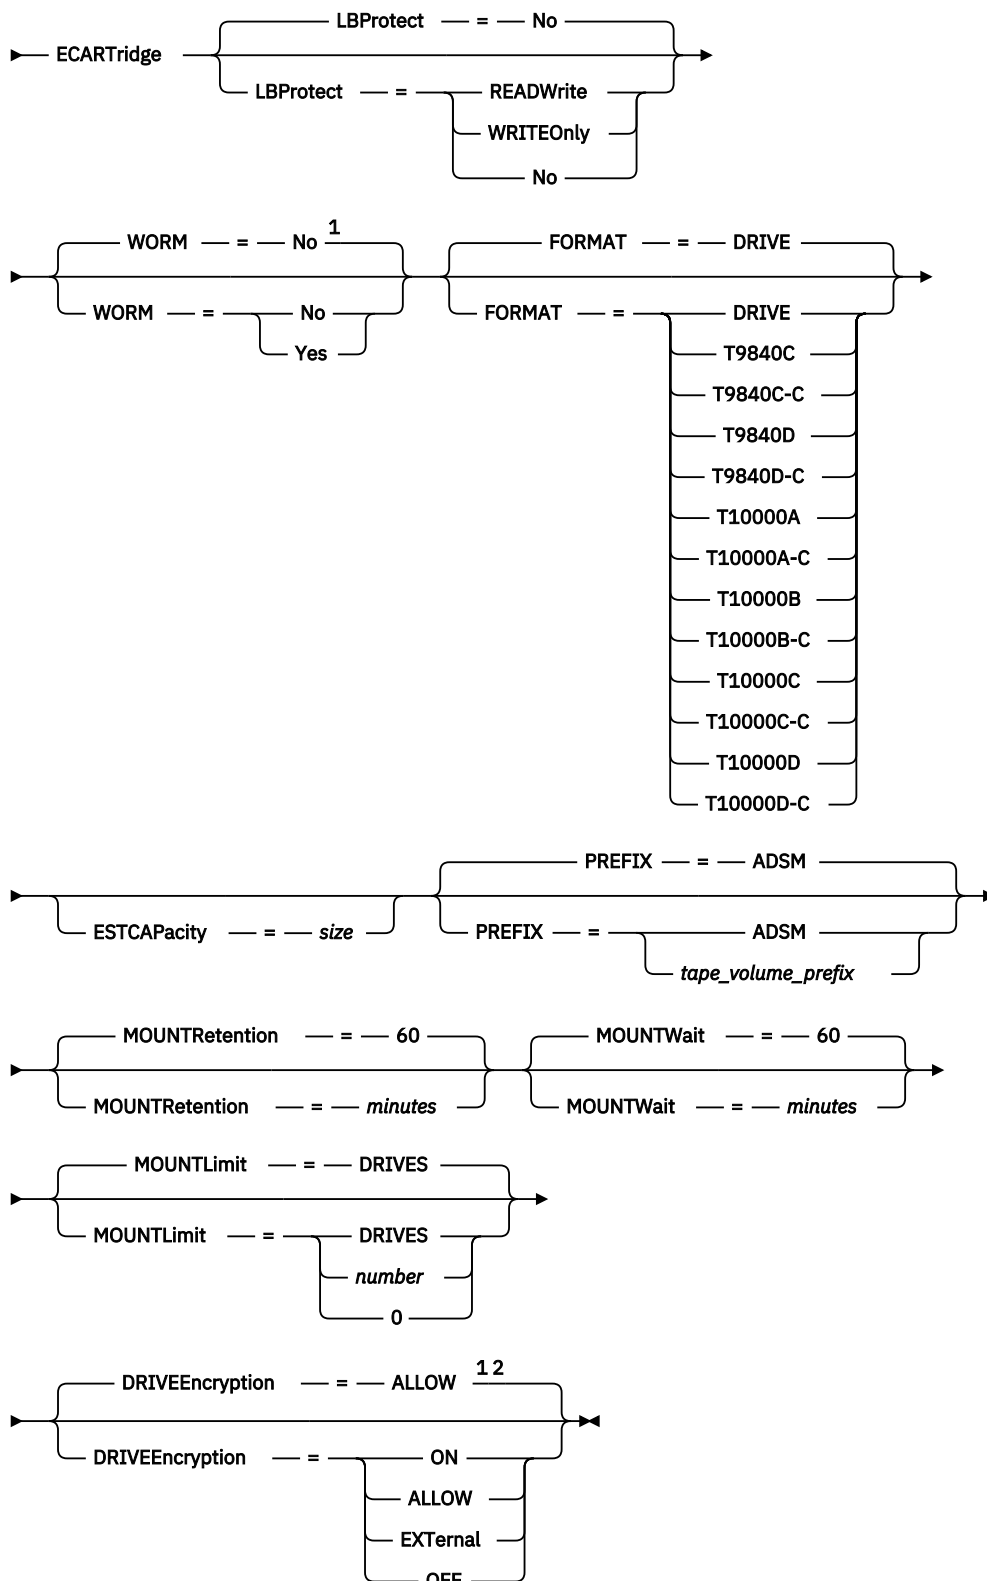 LBProtect = No
ECARTridge
LBProtect = READWrite
WRITEOnly
No
WORM = No 1
FORMAT = DRIVE
WORM = No
Yes
FORMAT = DRIVE
T9840C
T9840C-C
T9840D
T9840D-C
T10000A
T10000A-C
T10000B
T10000B-C
T10000C
T10000C-C
T10000D
T10000D-C
PREFIX = ADSM
ESTCAPacity = size
PREFIX = ADSM
tape_volume_prefix
MOUNTRetention = 60
MOUNTWait = 60
MOUNTRetention = minutes
MOUNTWait = minutes
MOUNTLimit = DRIVES
MOUNTLimit = DRIVES
number
0
DRIVEEncryption = ALLOW 1 2
DRIVEEncryption = ON
ALLOW
EXTernal
OFF